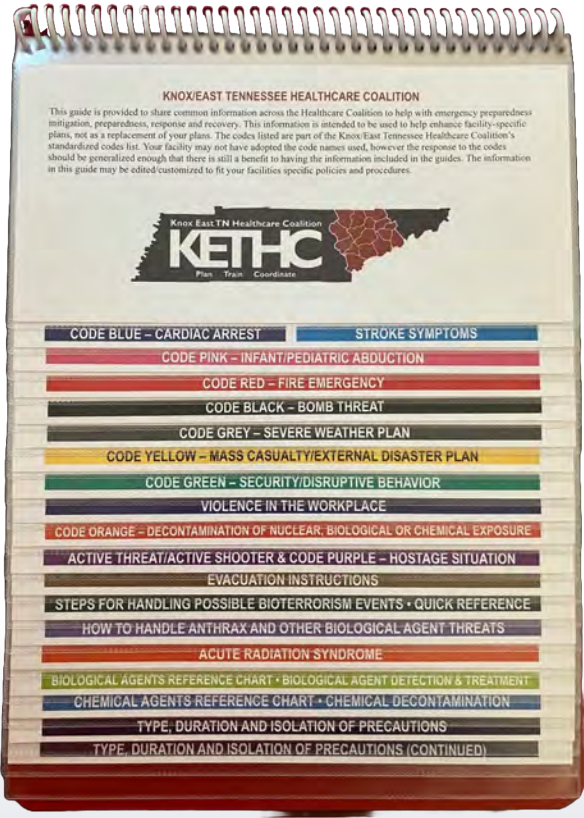 KNOX/EAST TENNESSEE HEALTHCARE COALITION
This guide is provided to share common information across the Healthcare Coalition to help with emergency preparedness
mitigation, preparedness, response and recovery. This information is intended to be used to help enhance facility-specific
plans, not as a replacement of your plans. The codes listed are part of the Knox/East Tennessee Healthcare Coalition's
standardized codes list. Your facility may not have adopted the code names used, however the response to the codes
should be generalized enough that there is still a benefit to having the information included in the guides. The information
in this guide may be edited/customized to fit your facilities specific policies and procedures.
Knox East TN Healthcare Coalition
KETHC
Plan Train Coordinate
CODE BLUE – CARDIAC ARREST
STROKE SYMPTOMS
CODE PINK – INFANT/PEDIATRIC ABDUCTION
CODE RED – FIRE EMERGENCY
CODE BLACK – BOMB THREAT
CODE GREY – SEVERE WEATHER PLAN
CODE YELLOW – MASS CASUALTY/EXTERNAL DISASTER PLAN
CODE GREEN – SECURITY/DISRUPTIVE BEHAVIOR
VIOLENCE IN THE WORKPLACE
CODE ORANGE – DECONTAMINATION OF NUCLEAR, BIOLOGICAL OR CHEMICAL EXPOSURE
ACTIVE THREAT/ACTIVE SHOOTER & CODE PURPLE – HOSTAGE SITUATION
EVACUATION INSTRUCTIONS
STEPS FOR HANDLING POSSIBLE BIOTERRORISM EVENTS • QUICK REFERENCE
HOW TO HANDLE ANTHRAX AND OTHER BIOLOGICAL AGENT THREATS
ACUTE RADIATION SYNDROME
BIOLOGICAL AGENTS REFERENCE CHART • BIOLOGICAL AGENT DETECTION & TREATMENT
CHEMICAL AGENTS REFERENCE CHART • CHEMICAL DECONTAMINATION
TYPE, DURATION AND ISOLATION OF PRECAUTIONS
TYPE, DURATION AND ISOLATION OF PRECAUTIONS (CONTINUED)